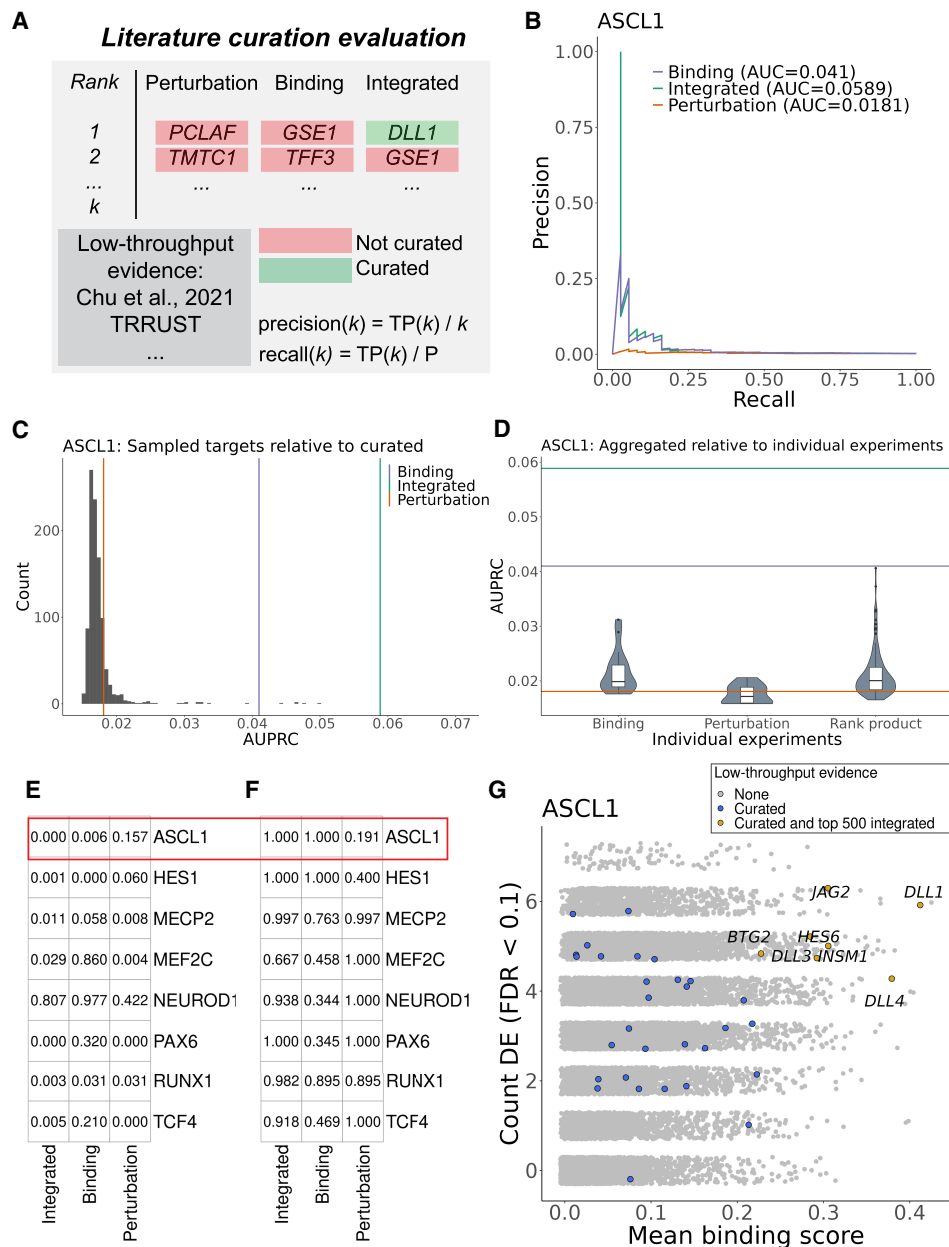 A
Literature curation evaluation
Rank Perturbation Binding Integrated
1 PCLAF GSE1 DLL1
2 TMTC1 TFF3 GSE1
... ... ... ...
k
Low-throughput
evidence:
Chu et al., 2021
TRRUST
...
Not curated
Curated
precision(k) = TP(k) / k
recall(k) = TP(k) / P
B
ASCL1
Binding (AUC=0.041)
Integrated (AUC=0.0589)
Perturbation (AUC=0.0181)
Precision
1.00
0.75
0.50
0.25
0.00
0.00 0.25 0.50 0.75 1.00
Recall
C
ASCL1: Sampled targets relative to curated
Binding
Integrated
Perturbation
Count
200
100
0
0.02 0.03 0.04 0.05 0.06 0.07
AUPRC
D
ASCL1: Aggregated relative to individual experiments
AUPRC
0.06
0.05
0.04
0.03
0.02
Binding Perturbation Rank product
Individual experiments
E
0.000 0.006 0.157 ASCL1
0.001 0.000 0.060 HES1
0.011 0.058 0.008 MECP2
0.029 0.860 0.004 MEF2C
0.807 0.977 0.422 NEUROD1
0.000 0.320 0.000 PAX6
0.003 0.031 0.031 RUNX1
0.005 0.210 0.000 TCF4
Integrated Binding Perturbation
F
1.000 1.000 0.191 ASCL1
1.000 1.000 0.400 HES1
0.997 0.763 0.997 MECP2
0.667 0.458 1.000 MEF2C
0.938 0.344 1.000 NEUROD1
1.000 0.345 1.000 PAX6
0.982 0.895 0.895 RUNX1
0.918 0.469 1.000 TCF4
Integrated Binding Perturbation
G
Low-throughput evidence
None
Curated
Curated and top 500 integrated
ASCL1
Count DE (FDR < 0.1)
6
4
2
0
JAG2 DLL1
BTG2 HES6
DLL3 INSM1
DLL4
0.0 0.1 0.2 0.3 0.4
Mean binding score